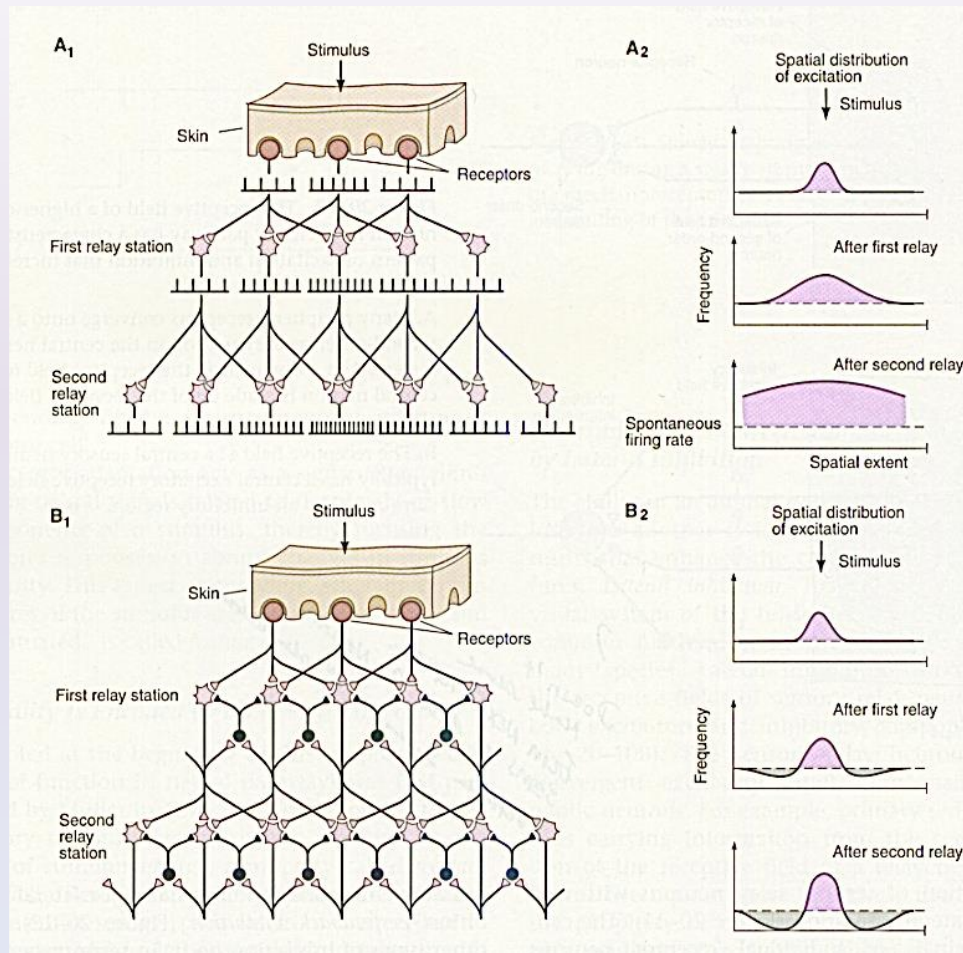 A1
Stimulus
Skin
Receptors
First relay station
Second
relay
station
A2
Spatial distribution
of excitation
Stimulus
After first relay
Frequency
After second relay
Spontaneous
firing rate
Spatial extent
B1
Stimulus
Skin
Receptors
First relay station
Second
relay
station
B2
Spatial distribution
of excitation
Stimulus
After first relay
Frequency
After second relay